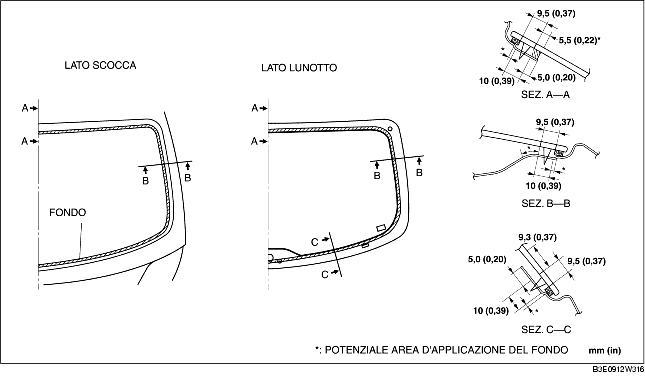 LATO SCOCCA
LATO LUNOTTO
A
A
A
A
B
B
B
B
FONDO
C
C
9,5 (0,37)
5,5 (0,22)*
*
10 (0,39)
5,0 (0,20)
SEZ. A—A
9,5 (0,37)
*
*
10 (0,39)
SEZ. B—B
9,3 (0,37)
5,0 (0,20)
9,5 (0,37)
10 (0,39)
*
SEZ. C—C
*: POTENZIALE AREA D'APPLICAZIONE DEL FONDO mm (in)
B3E0912W316